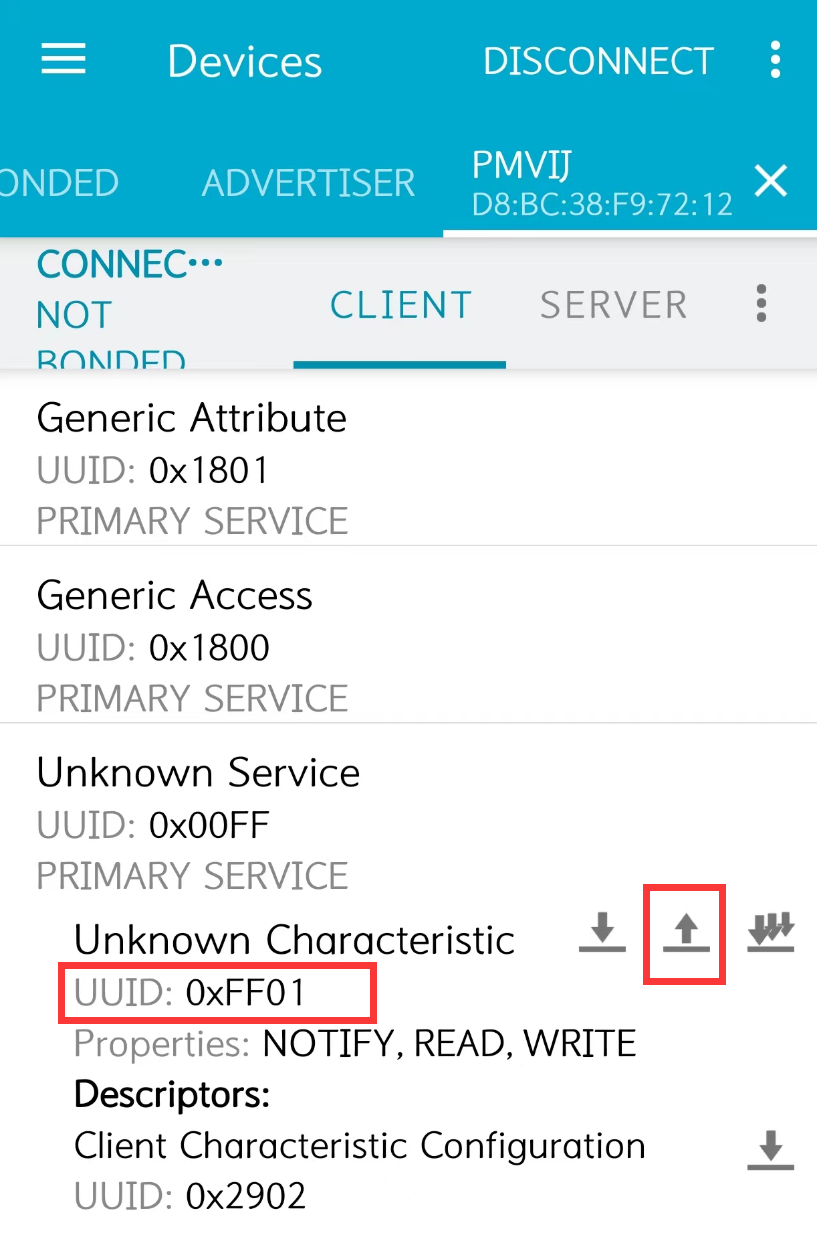 Devices
DISCONNECT
ONDED
ADVERTISER
PMVIJ
D8:BC:38:F9:72:12
CONNEC...
NOT
BONDED
CLIENT
SERVER
Generic Attribute
UUID: 0x1801
PRIMARY SERVICE
Generic Access
UUID: 0x1800
PRIMARY SERVICE
Unknown Service
UUID: 0x00FF
PRIMARY SERVICE
Unknown Characteristic
UUID: 0xFF01
Properties: NOTIFY, READ, WRITE
Descriptors:
Client Characteristic Configuration
UUID: 0x2902